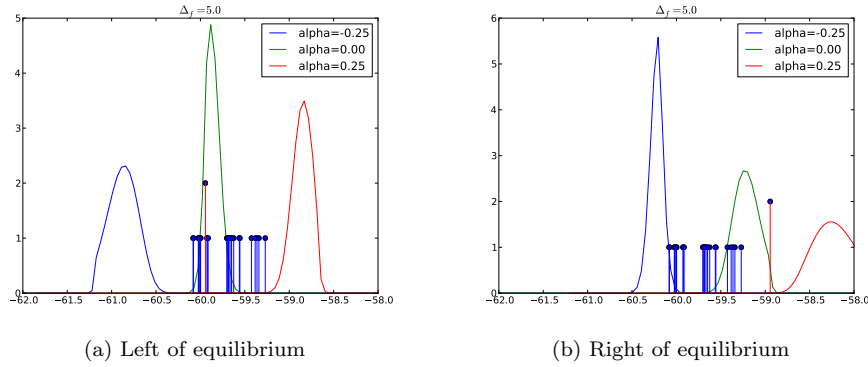 Δf =5.0
alpha=-0.25
alpha=0.00
alpha=0.25
5
4
3
2
1
0
−62.0 −61.5 −61.0 −60.5 −60.0 −59.5 −59.0 −58.5 −58.0
(a) Left of equilibrium
Δf =5.0
alpha=-0.25
alpha=0.00
alpha=0.25
6
5
4
3
2
1
0
−62.0 −61.5 −61.0 −60.5 −60.0 −59.5 −59.0 −58.5 −58.0
(b) Right of equilibrium